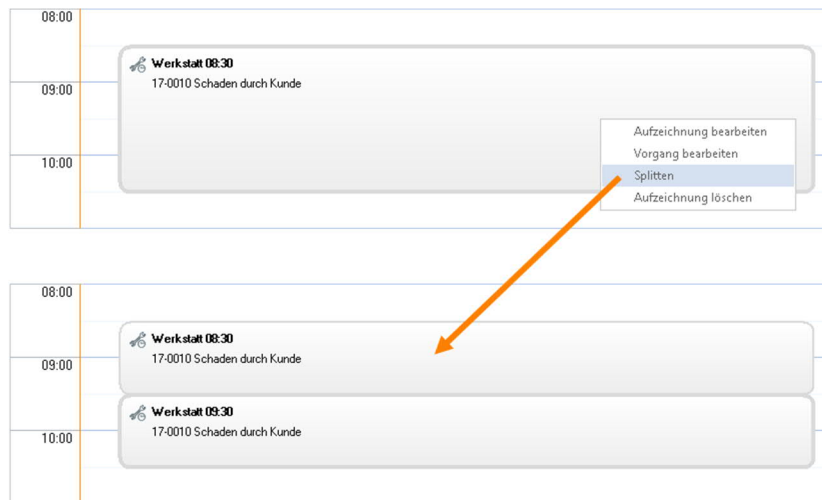 08:00
Werkstatt 08:30
17-0010 Schaden durch Kunde
09:00
Aufzeichnung bearbeiten
Vorgang bearbeiten
10:00
Splitten
Aufzeichnung löschen
08:00
Werkstatt 08:30
17-0010 Schaden durch Kunde
09:00
Werkstatt 09:30
17-0010 Schaden durch Kunde
10:00